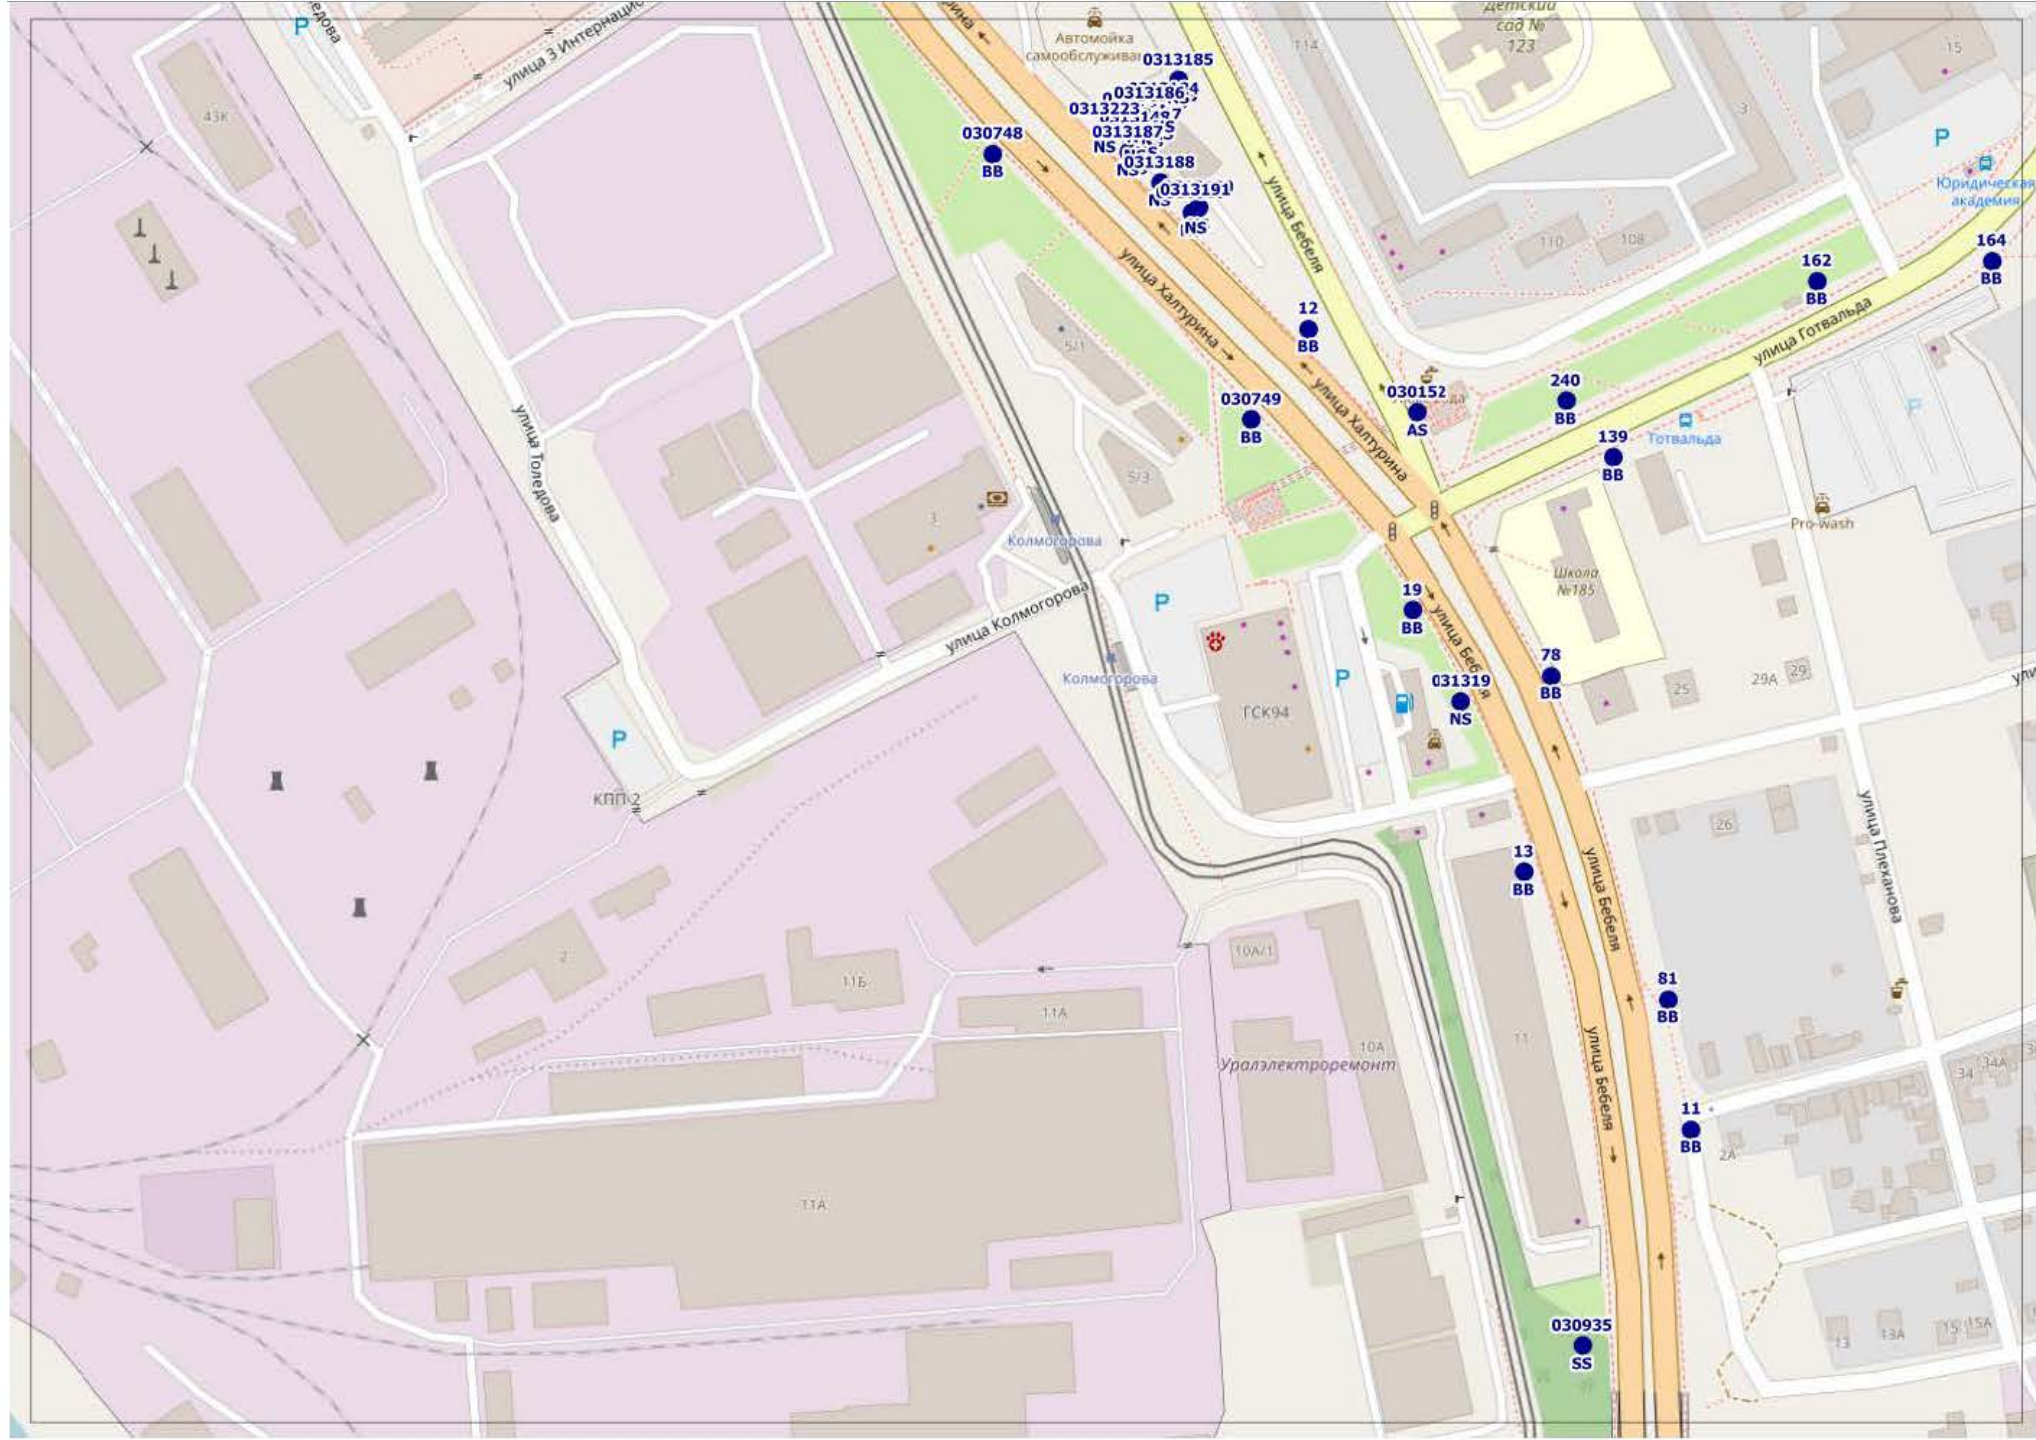 улица 3 Интернацио
Автомойка
самообслужива
Детский
сад №
123
114
15
43К
3
0313185
0313186
0313223
0313187
NS
030748
BB
0313188
0313191
NS
Юридическая
академия
улица Бебеля
110
108
164
BB
162
BB
улица Халтурина
12
BB
5/1
улица Готвальда
030749
BB
улица Халтурина
030152
AS
240
BB
139
BB
Готвальда
улица Толедова
5/3
3
Колмогорова
Pro-wash
Школа
№185
19
BB
улица Колмогорова
Колмогорова
78
BB
031319
NS
25
29А
29
ГСК94
КПП-2
26
улица Плеханова
13
BB
улица Бебеля
2
11Б
10А/1
81
BB
11А
11
10А
Уралэлектроремонт
34
34А
улица Бебеля
11
BB
2А
11А
030935
SS
13
13А
15
15А